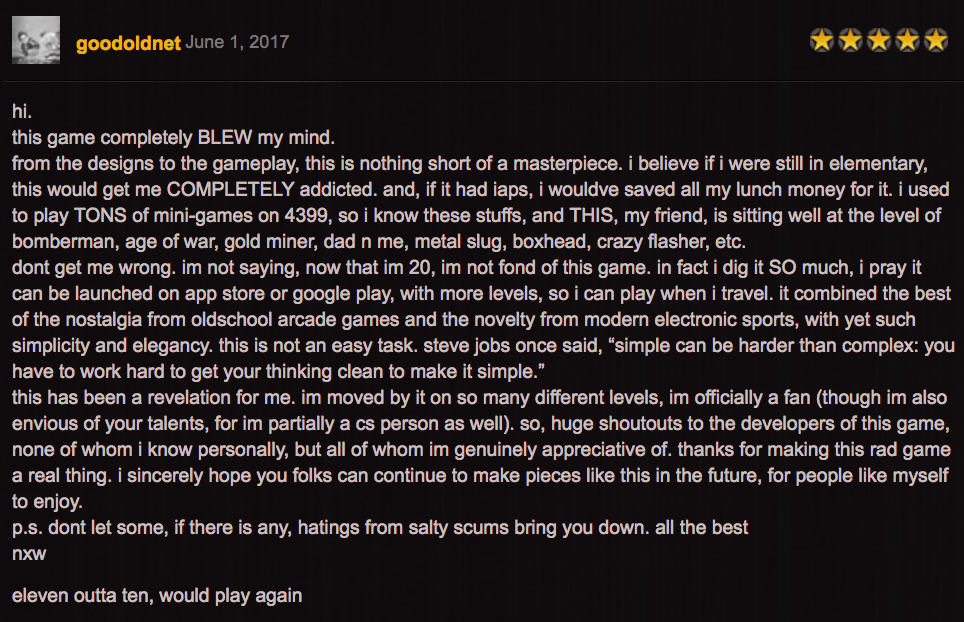 goodoldnet June 1, 2017
hi.
this game completely BLEW my mind.
from the designs to the gameplay, this is nothing short of a masterpiece. i believe if i were still in elementary,
this would get me COMPLETELY addicted. and, if it had iaps, i wouldve saved all my lunch money for it. i used
to play TONS of mini-games on 4399, so i know these stuffs, and THIS, my friend, is sitting well at the level of
bomberman, age of war, gold miner, dad n me, metal slug, boxhead, crazy flasher, etc.
dont get me wrong. im not saying, now that im 20, im not fond of this game. in fact i dig it SO much, i pray it
can be launched on app store or google play, with more levels, so i can play when i travel. it combined the best
of the nostalgia from oldschool arcade games and the novelty from modern electronic sports, with yet such
simplicity and elegancy. this is not an easy task. steve jobs once said, “simple can be harder than complex: you
have to work hard to get your thinking clean to make it simple.”
this has been a revelation for me. im moved by it on so many different levels, im officially a fan (though im also
envious of your talents, for im partially a cs person as well). so, huge shoutouts to the developers of this game,
none of whom i know personally, but all of whom im genuinely appreciative of. thanks for making this rad game
a real thing. i sincerely hope you folks can continue to make pieces like this in the future, for people like myself
to enjoy.
p.s. dont let some, if there is any, hatings from salty scums bring you down. all the best
nxw
eleven outta ten, would play again